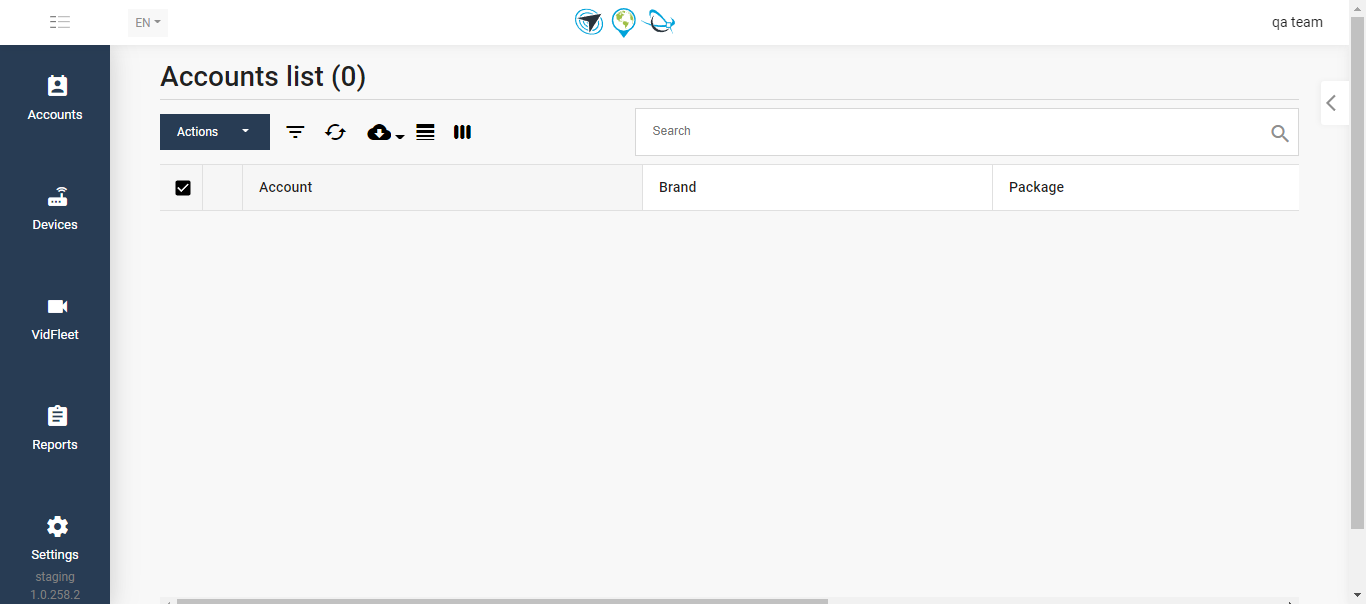 EN
qa team
Accounts
Devices
VidFleet
Reports
Settings
staging
1.0.258.2
Accounts list (0)
Actions
Search
Account Brand Package